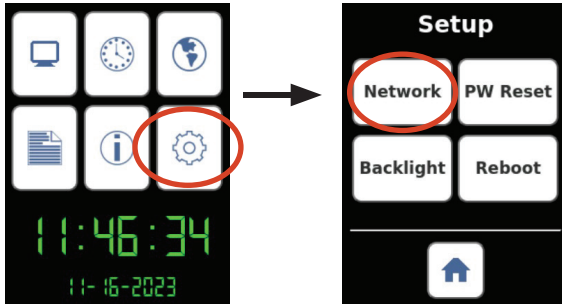 11:46:34
11-16-2023
Setup
Network PW Reset
Backlight Reboot